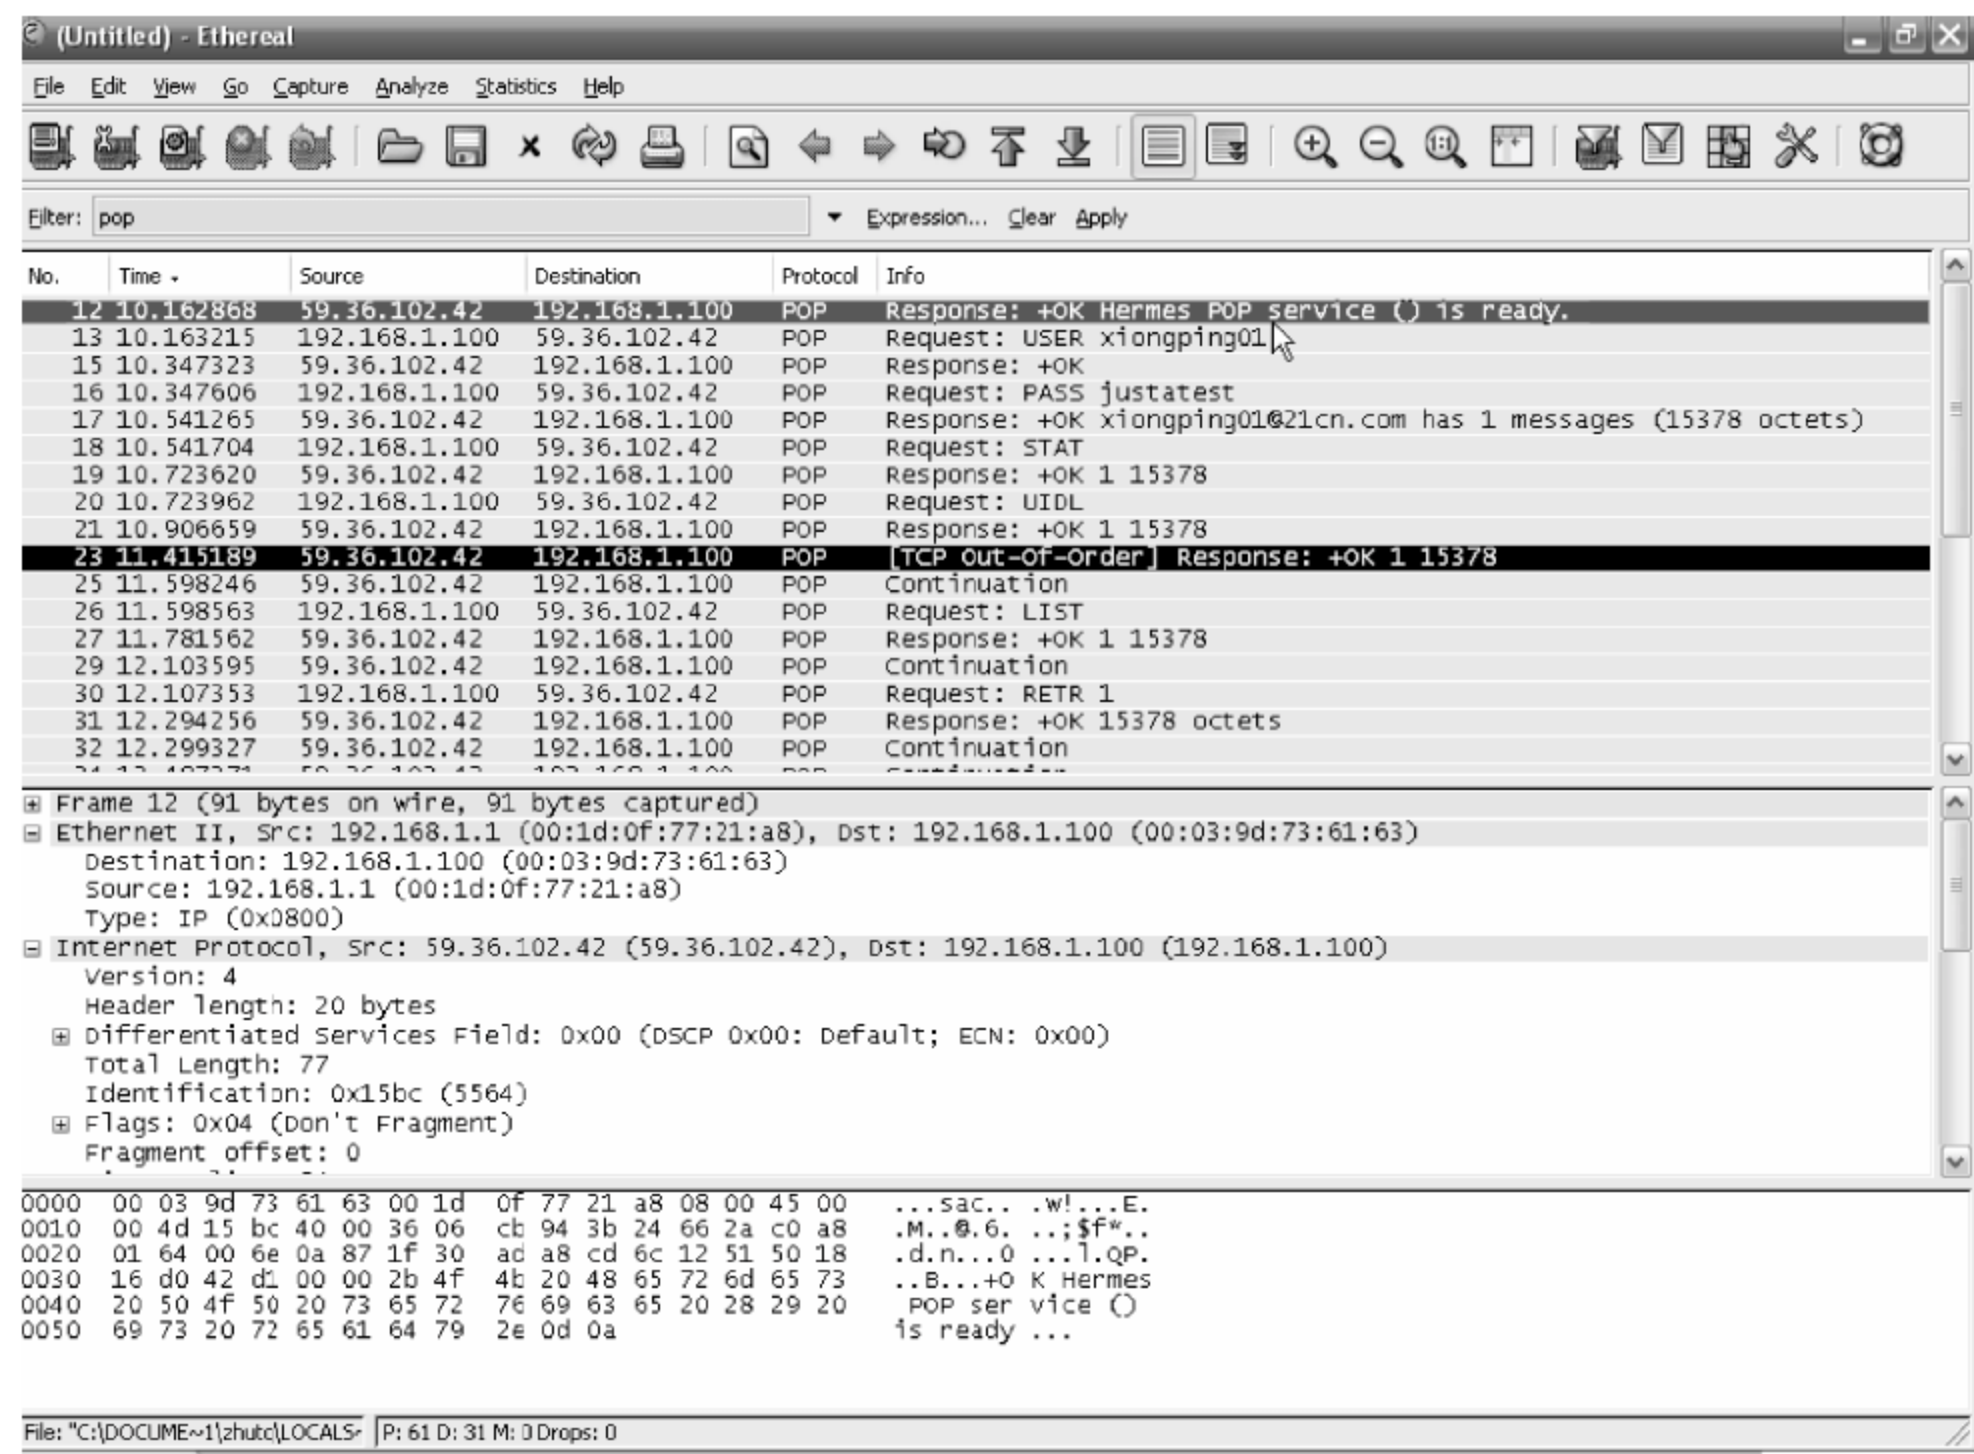 (Untitled) - Ethereal
File Edit View Go Capture Analyze Statistics Help
Filter: pop Expression... Clear Apply
No. Time Source Destination Protocol Info
12 10.162868 59.36.102.42 192.168.1.100 POP Response: +OK Hermes POP service () is ready.
13 10.163215 192.168.1.100 59.36.102.42 POP Request: USER xiongping01
15 10.347323 59.36.102.42 192.168.1.100 POP Response: +OK
16 10.347606 192.168.1.100 59.36.102.42 POP Request: PASS justatest
17 10.541265 59.36.102.42 192.168.1.100 POP Response: +OK xiongping01@21cn.com has 1 messages (15378 octets)
18 10.541704 192.168.1.100 59.36.102.42 POP Request: STAT
19 10.723620 59.36.102.42 192.168.1.100 POP Response: +OK 1 15378
20 10.723962 192.168.1.100 59.36.102.42 POP Request: UIDL
21 10.906659 59.36.102.42 192.168.1.100 POP Response: +OK 1 15378
23 11.415189 59.36.102.42 192.168.1.100 POP [TCP Out-Of-Order] Response: +OK 1 15378
25 11.598246 59.36.102.42 192.168.1.100 POP Continuation
26 11.598563 192.168.1.100 59.36.102.42 POP Request: LIST
27 11.781562 59.36.102.42 192.168.1.100 POP Response: +OK 1 15378
29 12.103595 59.36.102.42 192.168.1.100 POP Continuation
30 12.107353 192.168.1.100 59.36.102.42 POP Request: RETR 1
31 12.294256 59.36.102.42 192.168.1.100 POP Response: +OK 15378 octets
32 12.299327 59.36.102.42 192.168.1.100 POP Continuation
Frame 12 (91 bytes on wire, 91 bytes captured)
Ethernet II, Src: 192.168.1.1 (00:1d:0f:77:21:a8), Dst: 192.168.1.100 (00:03:9d:73:61:63)
Destination: 192.168.1.100 (00:03:9d:73:61:63)
Source: 192.168.1.1 (00:1d:0f:77:21:a8)
Type: IP (0x0800)
Internet Protocol, Src: 59.36.102.42 (59.36.102.42), Dst: 192.168.1.100 (192.168.1.100)
Version: 4
Header length: 20 bytes
Differentiated Services Field: 0x00 (DSCP 0x00: Default; ECN: 0x00)
Total Length: 77
Identification: 0x15bc (5564)
Flags: 0x04 (Don't Fragment)
Fragment offset: 0
0000 00 03 9d 73 61 63 00 1d 0f 77 21 a8 08 00 45 00 ...sac.. .w!...E.
0010 00 4d 15 bc 40 00 36 06 cb 94 3b 24 66 2a c0 a8 .M..@.6. ..;$f*..
0020 01 64 00 6e 0a 87 1f 30 ad a8 cd 6c 12 51 50 18 .d.n...0 ...l.QP.
0030 16 d0 42 d1 00 00 2b 4f 4b 20 48 65 72 6d 65 73 ..B...+O K Hermes
0040 20 50 4f 50 20 73 65 72 76 69 63 65 20 28 29 20 POP ser vice ()
0050 69 73 20 72 65 61 64 79 2e 0d 0a is ready ...
File: "C:\DOCUME~1\zhutc\LOCALS~ P: 61 D: 31 M: 0 Drops: 0